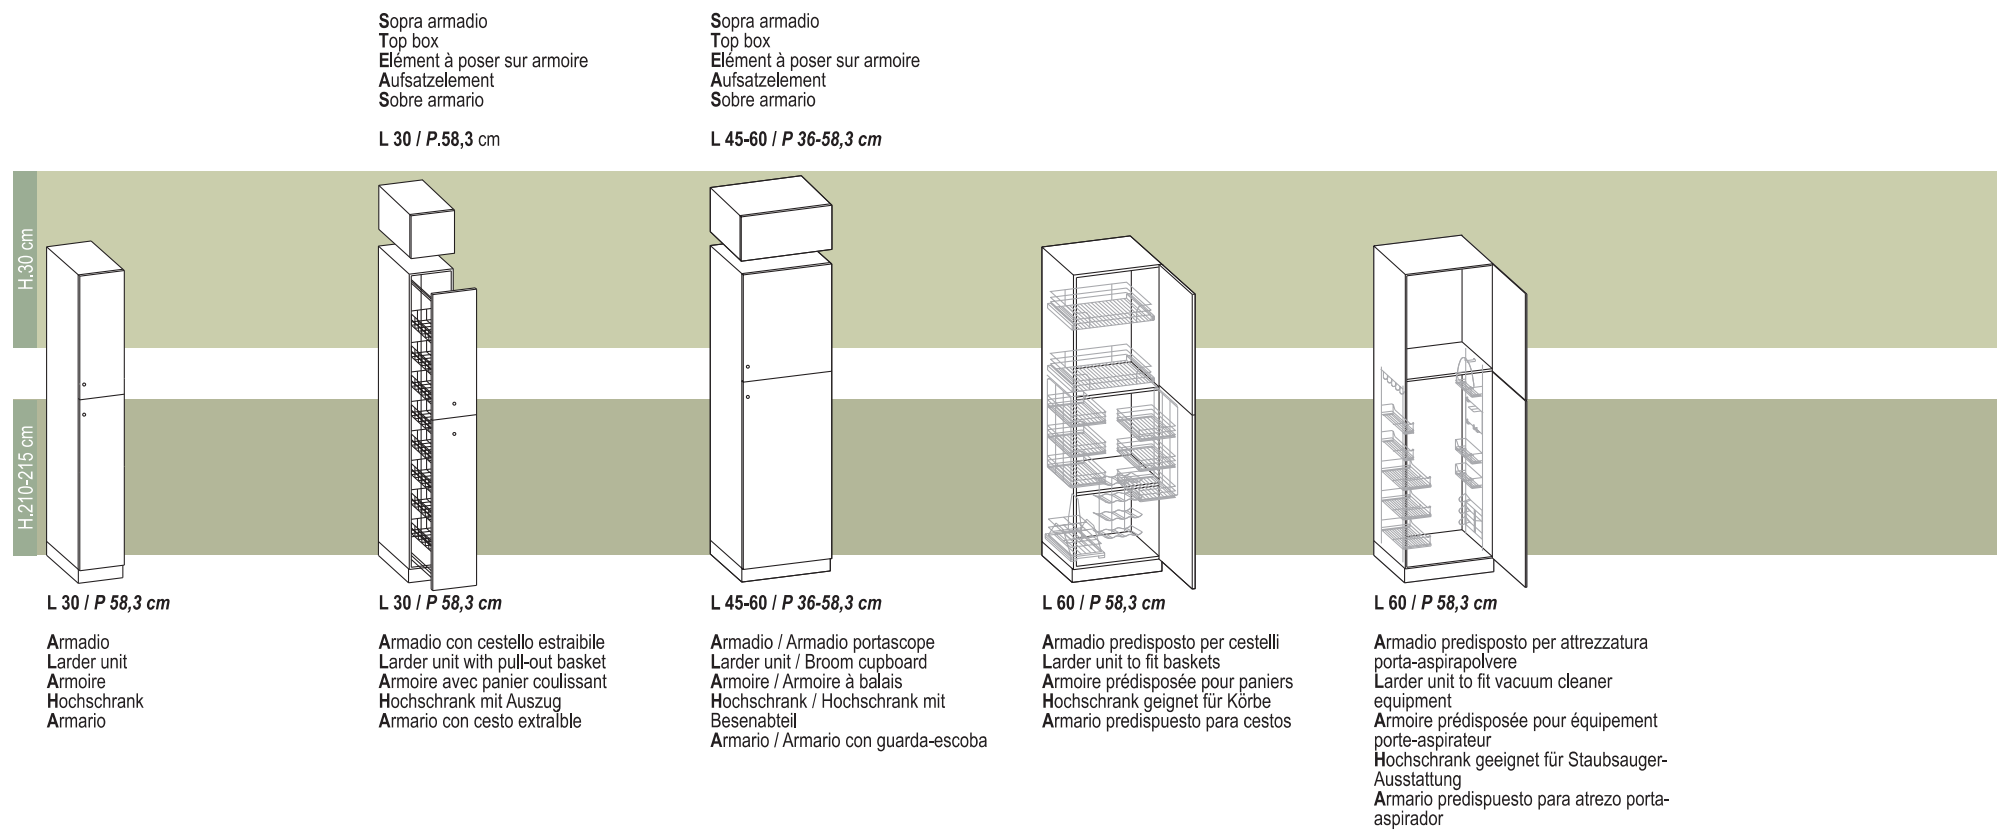 Sopra armadio
Top box
Elément à poser sur armoire
Aufsatzelement
Sobre armario
L 30 / P.58,3 cm
Sopra armadio
Top box
Elément à poser sur armoire
Aufsatzelement
Sobre armario
L 45-60 / P 36-58,3 cm
H.30 cm
H.210-215 cm
L 30 / P 58,3 cm
Armadio
Larder unit
Armoire
Hochschrank
Armario
L 30 / P 58,3 cm
Armadio con cestello estraibile
Larder unit with pull-out basket
Armoire avec panier coulissant
Hochschrank mit Auszug
Armario con cesto extraIble
L 45-60 / P 36-58,3 cm
Armadio / Armadio portascope
Larder unit / Broom cupboard
Armoire / Armoire à balais
Hochschrank / Hochschrank mit
Besenabteil
Armario / Armario con guarda-escoba
L 60 / P 58,3 cm
Armadio predisposto per cestelli
Larder unit to fit baskets
Armoire prédisposée pour paniers
Hochschrank geignet für Körbe
Armario predispuesto para cestos
L 60 / P 58,3 cm
Armadio predisposto per attrezzatura
porta-aspirapolvere
Larder unit to fit vacuum cleaner
equipment
Armoire prédisposée pour équipement
porte-aspirateur
Hochschrank geeignet für Staubsauger-
Ausstattung
Armario predispuesto para atrezo porta-
aspirador